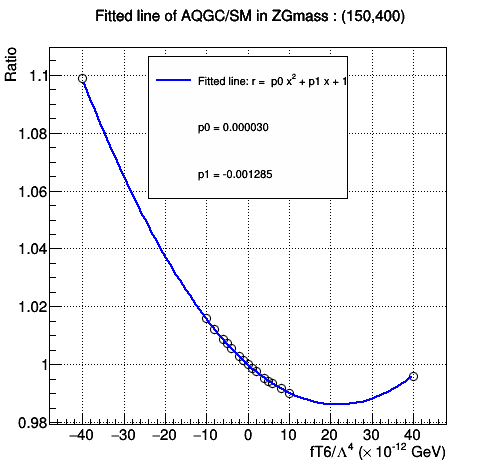 Fitted line of AQGC/SM in ZGmass : (150,400)
Ratio
Fitted line: r = p0 x² + p1 x + 1
p0 = 0.000030
p1 = -0.001285
1.1
1.08
1.06
1.04
1.02
1
0.98
−40 −30 −20 −10 0 10 20 30 40
fT6/Λ⁴ (× 10⁻¹² GeV)